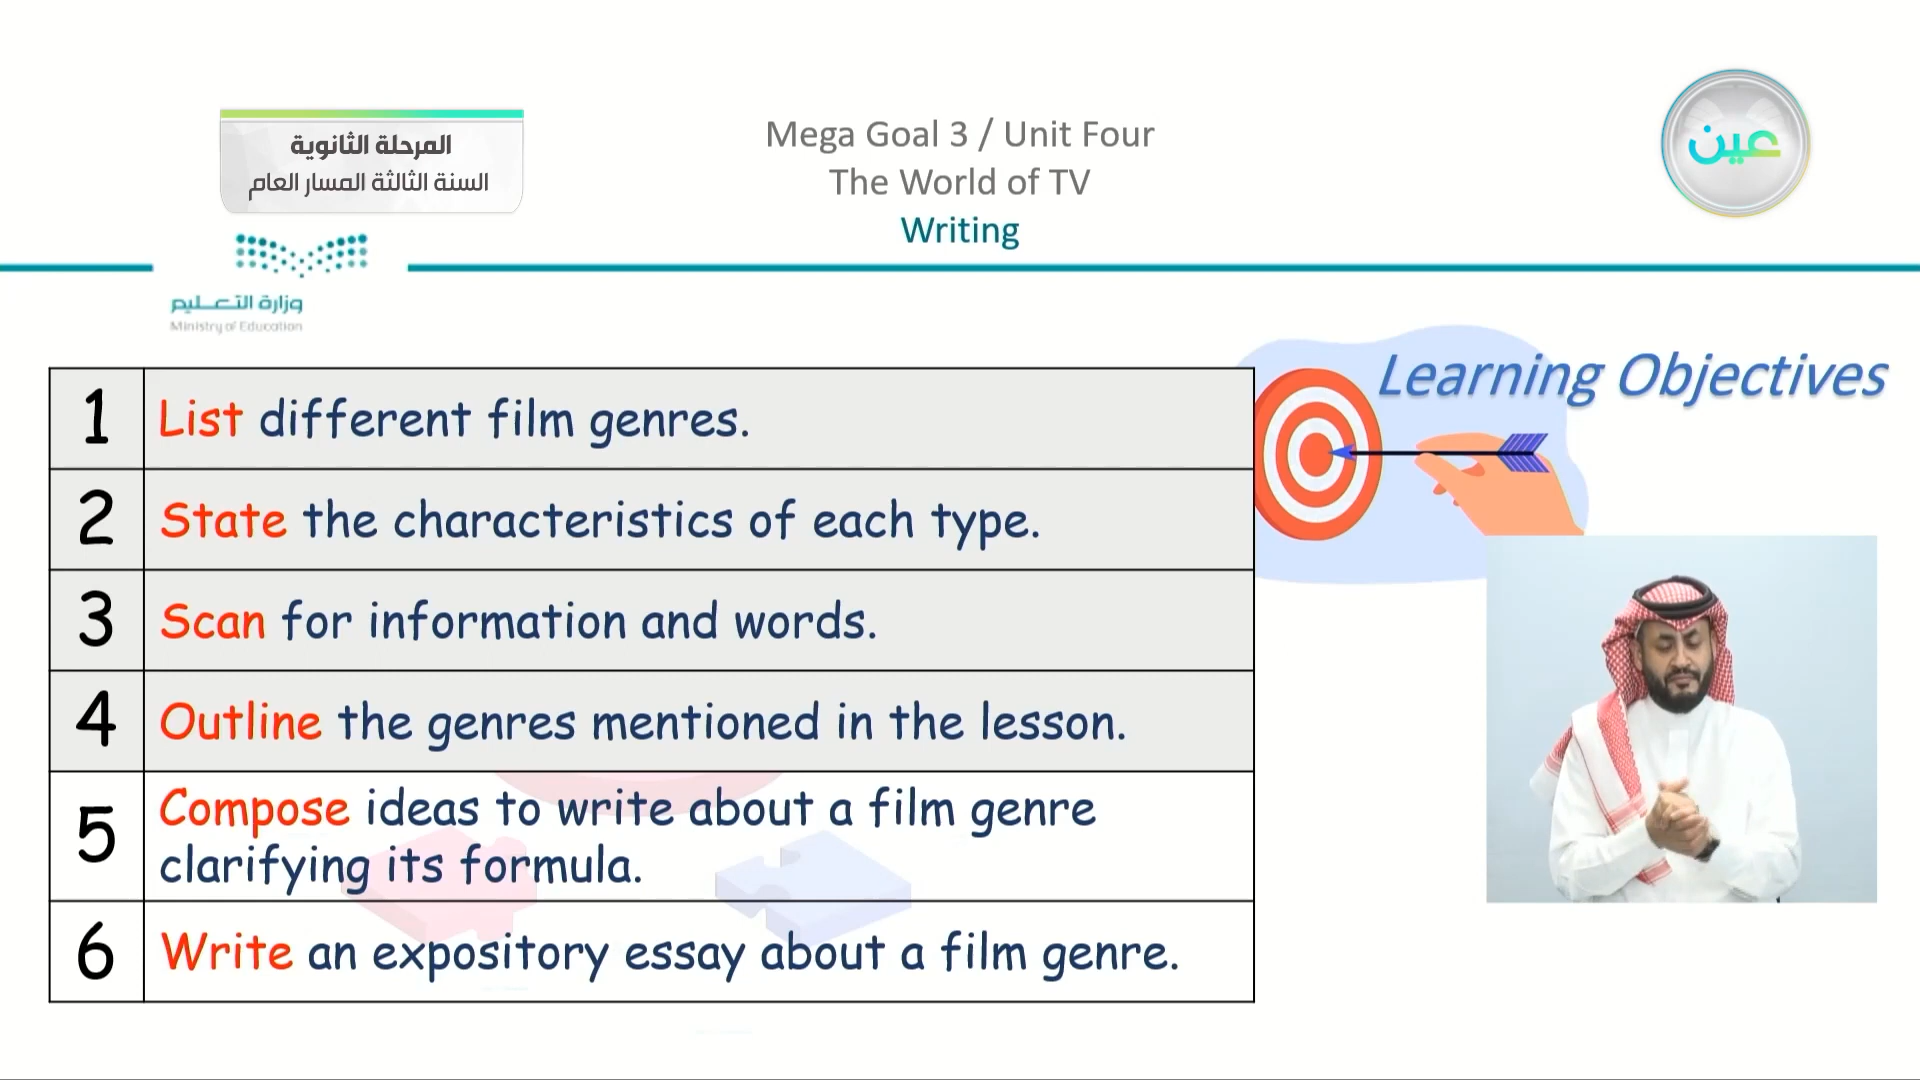 المرحلة الثانوية
السنة الثالثة المسار العام
Mega Goal 3 / Unit Four
The World of TV
Writing
عين
وزارة التعليم
Ministry of Education
Learning Objectives
1 List different film genres.
2 State the characteristics of each type.
3 Scan for information and words.
4 Outline the genres mentioned in the lesson.
5 Compose ideas to write about a film genre
clarifying its formula.
6 Write an expository essay about a film genre.